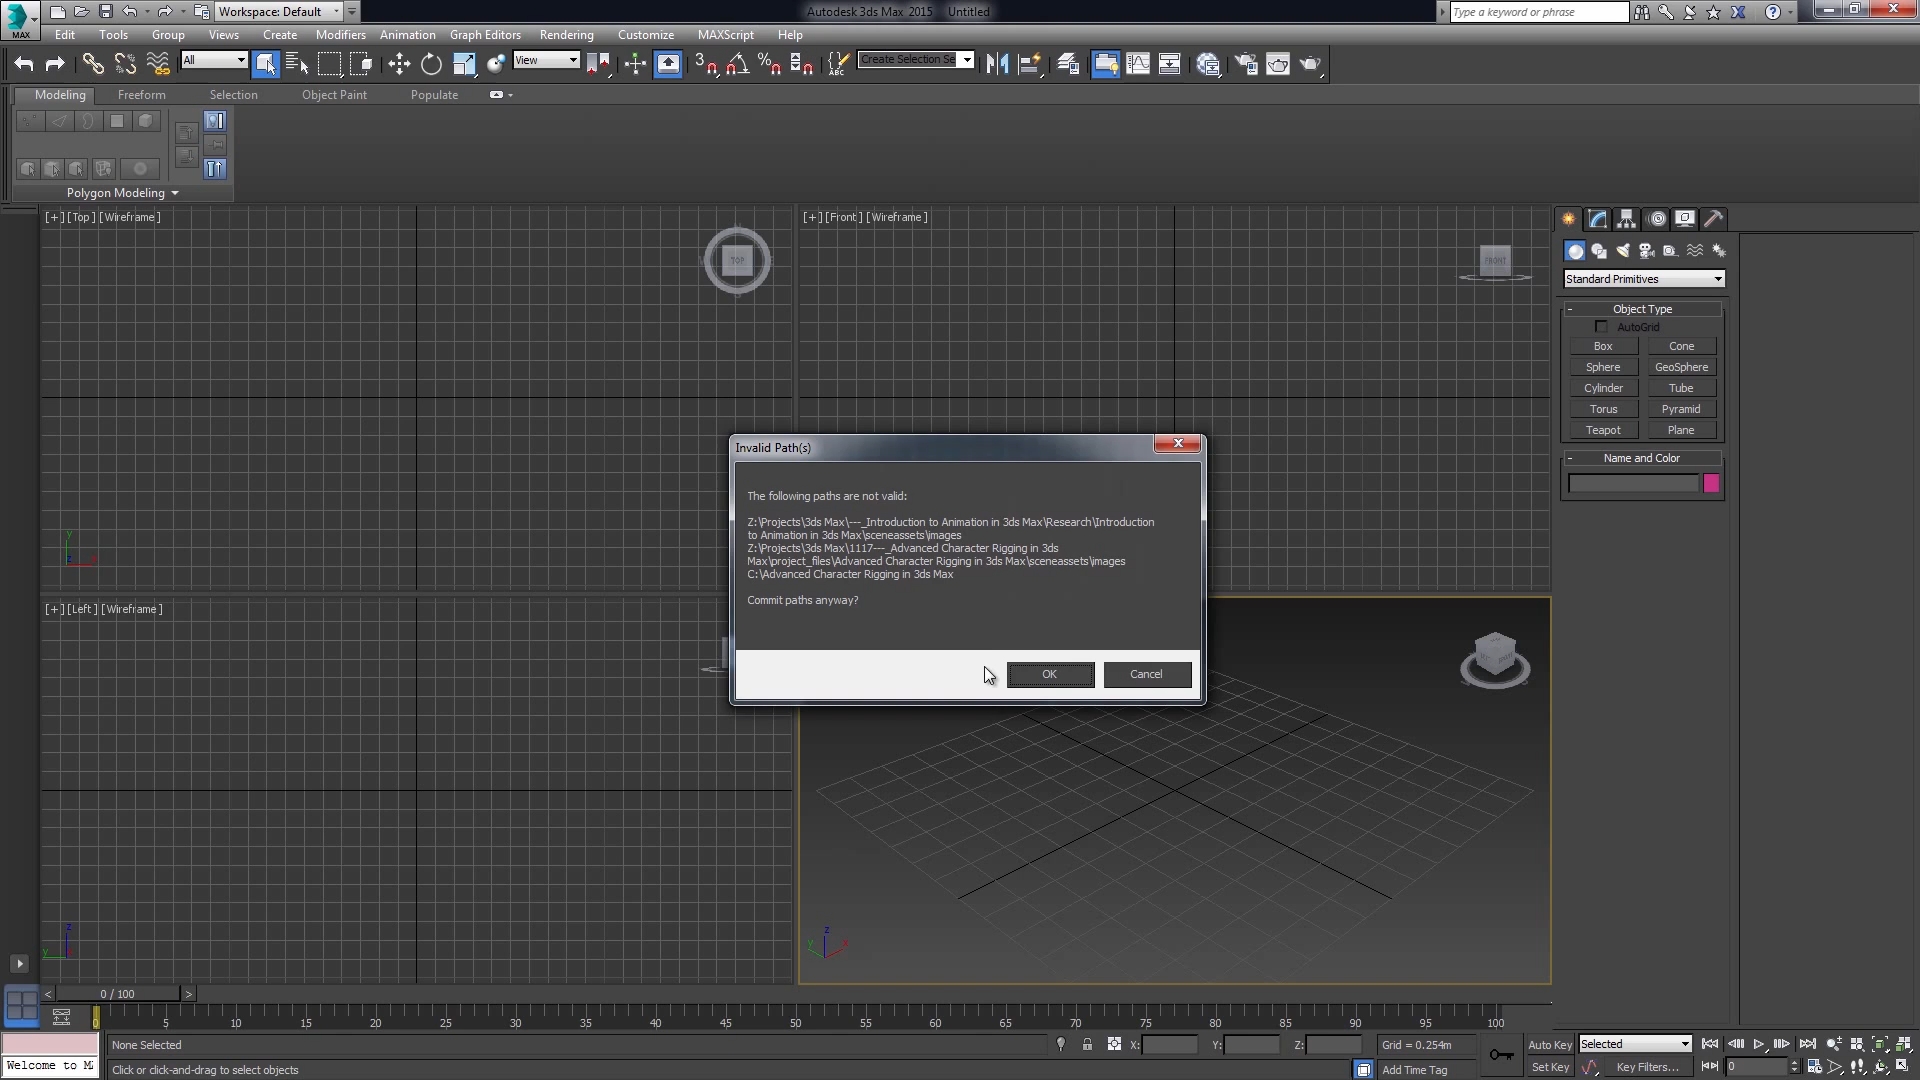 Workspace: Default
Autodesk 3ds Max 2015 Untitled
Type a keyword or phrase
MAX
Edit Tools Group Views Create Modifiers Animation Graph Editors Rendering Customize MAXScript Help
All
View
3
%
ABC
Create Selection Se
Modeling Freeform Selection Object Paint Populate
Polygon Modeling
[+] [Top] [Wireframe]
TOP
[+] [Front] [Wireframe]
FRONT
Standard Primitives
- Object Type
AutoGrid
Box Cone
Sphere GeoSphere
Cylinder Tube
Torus Pyramid
Teapot Plane
- Name and Color
Invalid Path(s)
The following paths are not valid:
Z:\Projects\3ds Max\---_Introduction to Animation in 3ds Max\Research\Introduction
to Animation in 3ds Max\sceneassets\images
Z:\Projects\3ds Max\1117---_Advanced Character Rigging in 3ds
Max\project_files\Advanced Character Rigging in 3ds Max\sceneassets\images
C:\Advanced Character Rigging in 3ds Max
Commit paths anyway?
OK Cancel
[+] [Left] [Wireframe]
y
z
y
z
y x
< 0 / 100 >
0 5 10 15 20 25 30 35 40 45 50 55 60 65 70 75 80 85 90 95 100
None Selected
X: Y: Z: Grid = 0.254m
Auto Key Selected
Welcome to M
Click or click-and-drag to select objects
Add Time Tag
Set Key Key Filters...
0